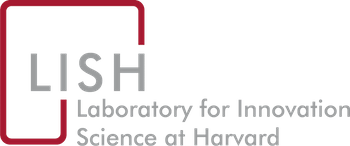 LISH
Laboratory for Innovation
Science at Harvard